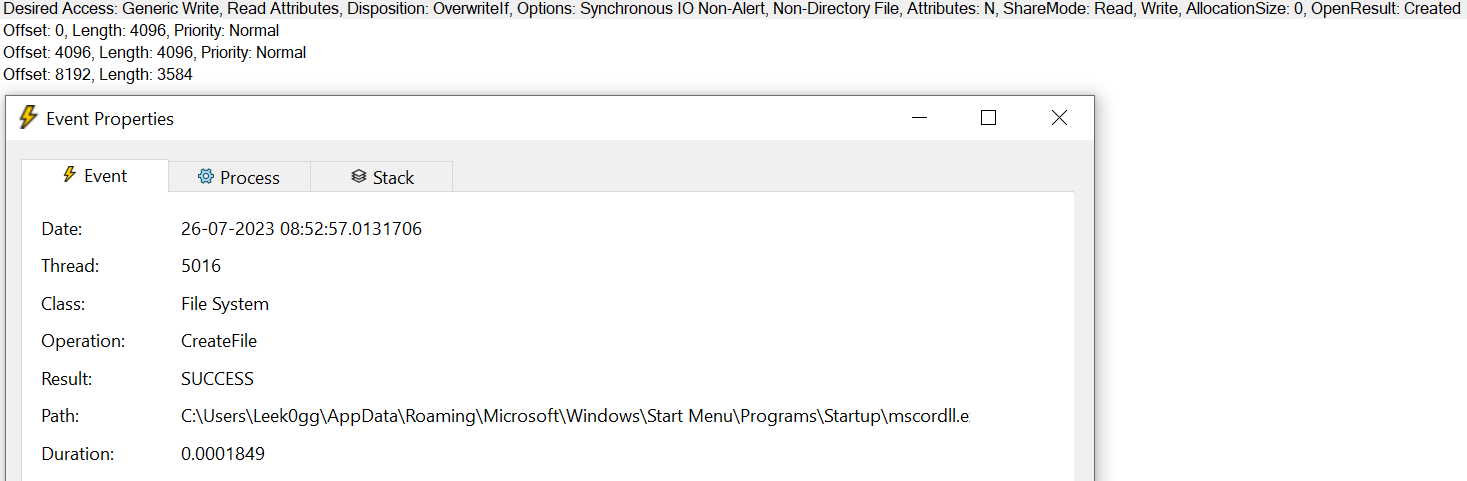 Desired Access: Generic Write, Read Attributes, Disposition: OverwriteIf, Options: Synchronous IO Non-Alert, Non-Directory File, Attributes: N, ShareMode: Read, Write, AllocationSize: 0, OpenResult: Created
Offset: 0, Length: 4096, Priority: Normal
Offset: 4096, Length: 4096, Priority: Normal
Offset: 8192, Length: 3584
Event Properties
Event Process Stack
Date: 26-07-2023 08:52:57.0131706
Thread: 5016
Class: File System
Operation: CreateFile
Result: SUCCESS
Path: C:\Users\Leek0gg\AppData\Roaming\Microsoft\Windows\Start Menu\Programs\Startup\mscordll.e
Duration: 0.0001849